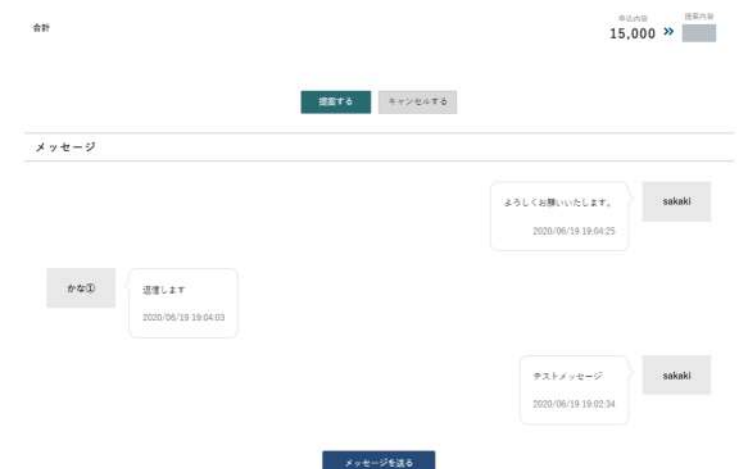 会計
申込内容
提案内容
15,000 »
提案する
キャンセルする
メッセージ
よろしくお願いいたします。
2020/06/19 19:04:25
sakaki
かな①
返信します
2020/06/19 19:04:03
テストメッセージ
2020/06/19 19:02:34
sakaki
メッセージを送る